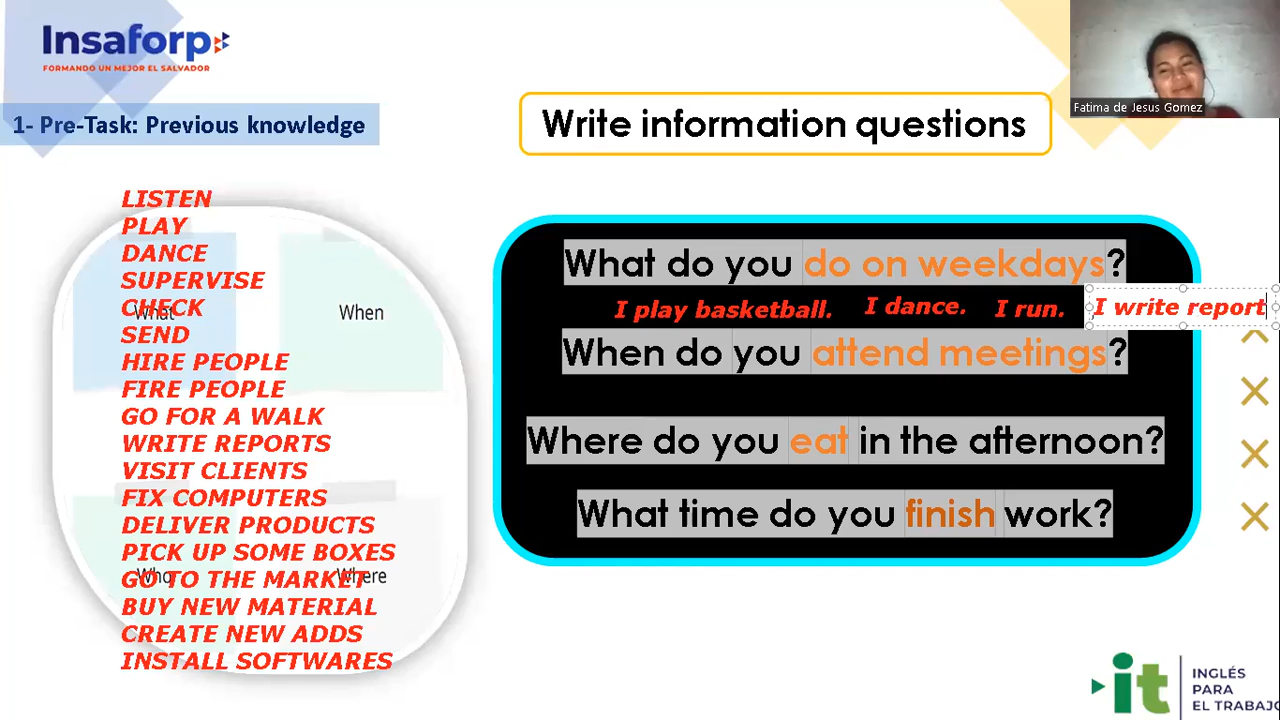 Insaforp
FORMANDO UN MEJOR EL SALVADOR
Fatima de Jesus Gomez
1- Pre-Task: Previous knowledge
Write information questions
LISTEN
PLAY
DANCE
SUPERVISE
CHECK
SEND
HIRE PEOPLE
FIRE PEOPLE
GO FOR A WALK
WRITE REPORTS
VISIT CLIENTS
FIX COMPUTERS
DELIVER PRODUCTS
PICK UP SOME BOXES
GO TO THE MARKET
BUY NEW MATERIAL
CREATE NEW ADDS
INSTALL SOFTWARES
What
When
Who
Where
What do you do on weekdays?
I play basketball. I dance. I run. I write report
When do you attend meetings?
Where do you eat in the afternoon?
What time do you finish work?
it
INGLÉS
PARA
EL TRABAJO